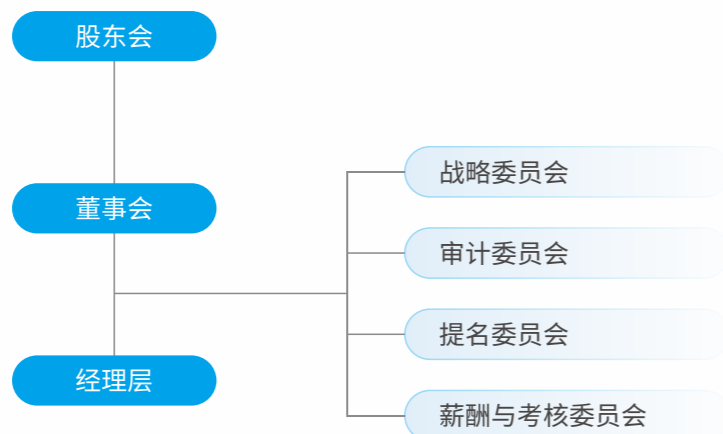 股东会
董事会
经理层
战略委员会
审计委员会
提名委员会
薪酬与考核委员会